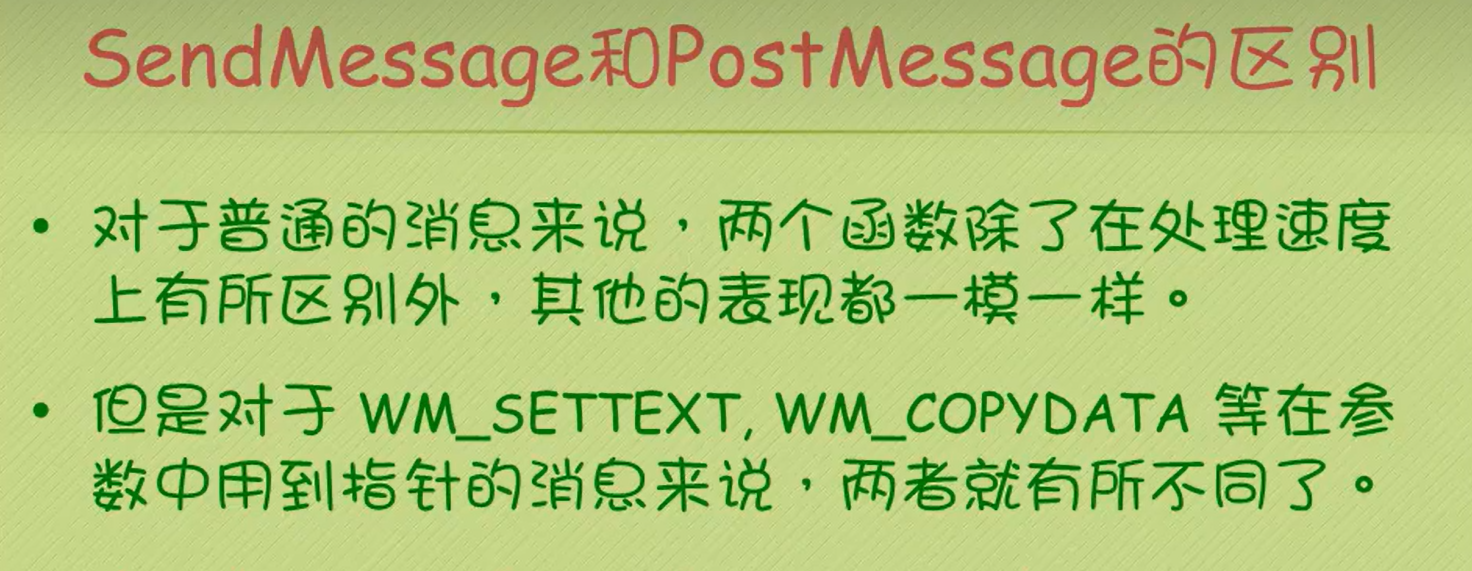 SendMessage和PostMessage的区别
• 对于普通的消息来说，两个函数除了在处理速度
上有所区别外，其他的表现都一模一样。
• 但是对于 WM_SETTEXT, WM_COPYDATA 等在参
数中用到指针的消息来说，两者就有所不同了。